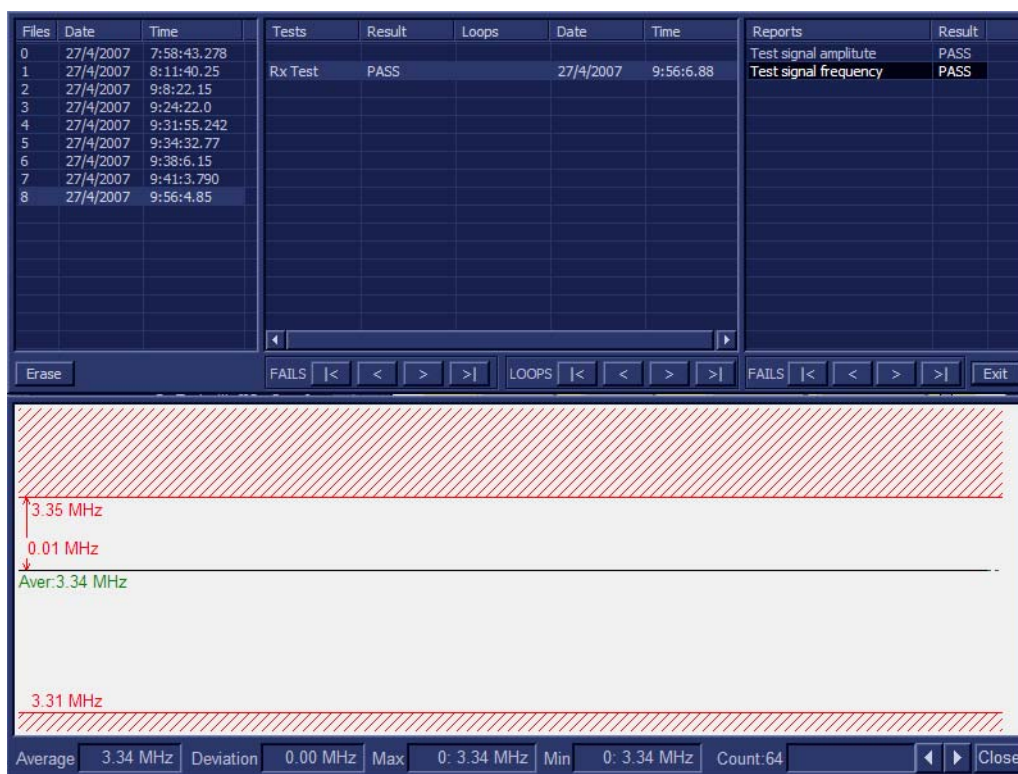 Files Date Time Tests Result Loops Date Time Reports Result
0 27/4/2007 7:58:43.278 Test signal amplitute PASS
1 27/4/2007 8:11:40.25 Rx Test PASS 27/4/2007 9:56:6.88 Test signal frequency PASS
2 27/4/2007 9:8:22.15
3 27/4/2007 9:24:22.0
4 27/4/2007 9:31:55.242
5 27/4/2007 9:34:32.77
6 27/4/2007 9:38:6.15
7 27/4/2007 9:41:3.790
8 27/4/2007 9:56:4.85
Erase FAILS |< < > >| LOOPS |< < > >| FAILS |< < > >| Exit
3.35 MHz
0.01 MHz
Aver:3.34 MHz
3.31 MHz
Average 3.34 MHz Deviation 0.00 MHz Max 0: 3.34 MHz Min 0: 3.34 MHz Count:64 Close